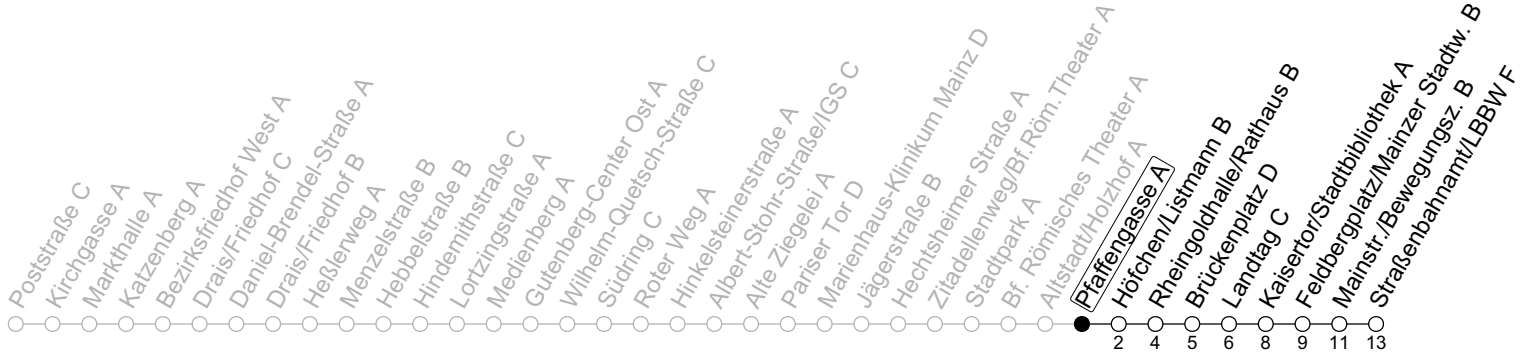 Poststraße C
Kirchgasse A
Markthalle A
Katzenberg A
Bezirksfriedhof West A
Drais/Friedhof C
Daniel-Brendel-Straße A
Drais/Friedhof B
Heßlerweg A
Menzelstraße B
Hebbelstraße B
Hindemithstraße C
Lortzingstraße A
Medienberg A
Gutenberg-Center Ost A
Wilhelm-Quetsch-Straße C
Südring C
Roter Weg A
Hinkelsteinerstraße A
Albert-Stohr-Straße/IGS C
Alte Ziegelei A
Pariser Tor D
Marienhaus-Klinikum Mainz D
Jägerstraße B
Hechtsheimer Straße A
Zitadellenweg/Bf.Röm.Theater A
Stadtpark A
Bf. Römisches Theater A
Altstadt/Holzhof A
Pfaffengasse A
Höfchen/Listmann B
Rheingoldhalle/Rathaus B
Brückenplatz D
Landtag C
Kaisertor/Stadtbibliothek A
Feldbergplatz/Mainzer Stadtw. B
Mainstr./Bewegungsz. B
Straßenbahnamt/LBBW F
2 4 5 6 8 9 11 13